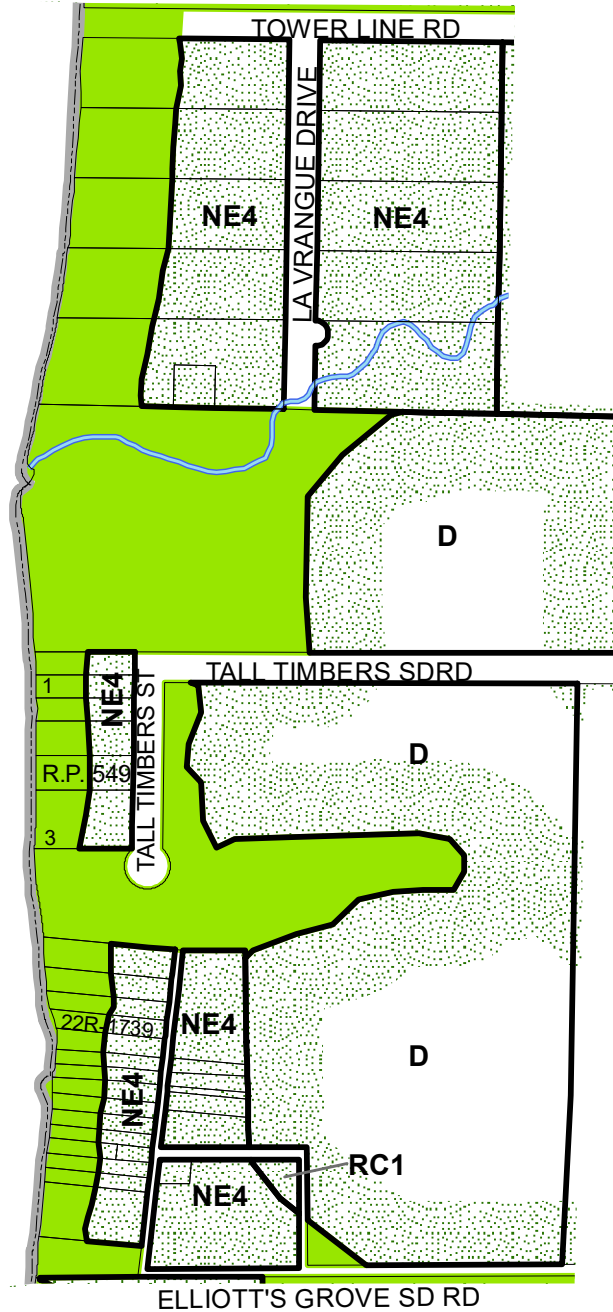 TOWER LINE RD
LA VRANGUE DRIVE
NE4
NE4
D
TALL TIMBERS SDRD
TALL TIMBERS ST
1
NE4
D
R.P. 549
3
22R-1739
NE4
NE4
D
RC1
NE4
ELLIOTT'S GROVE SD RD